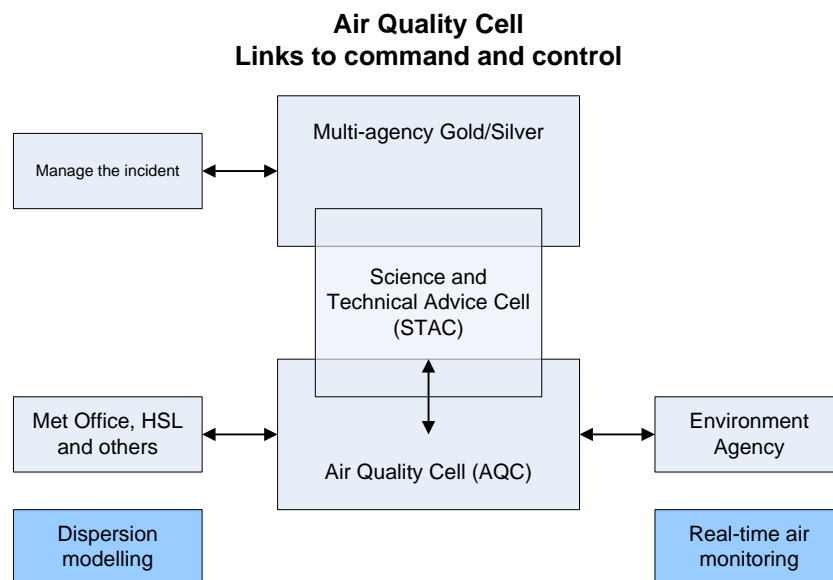 Air Quality Cell
Links to command and control
Multi-agency Gold/Silver
Manage the incident
Science and
Technical Advice Cell
(STAC)
Met Office, HSL
and others
Environment
Agency
Air Quality Cell (AQC)
Dispersion
modelling
Real-time air
monitoring